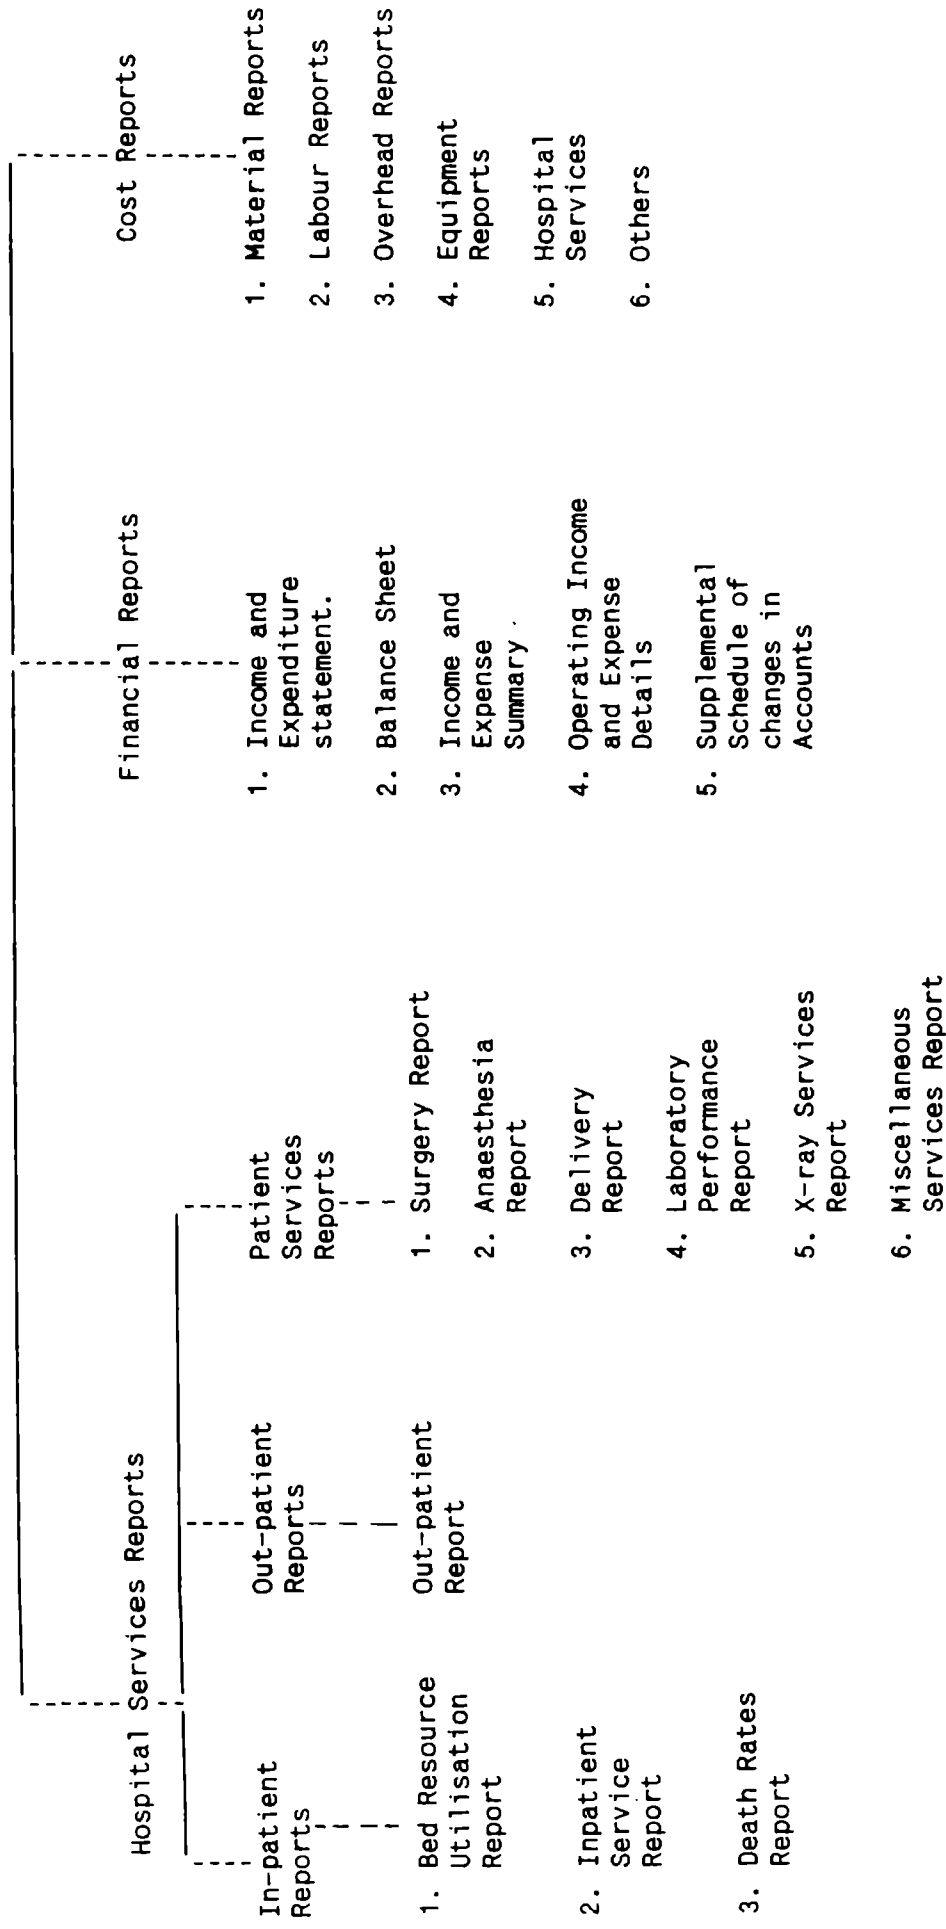 Hospital Services Reports
In-patient
Reports
1. Bed Resource
Utilisation
Report
2. Inpatient
Service
Report
3. Death Rates
Report
Out-patient
Reports
Out-patient
Report
Patient
Services
Reports
1. Surgery Report
2. Anaesthesia
Report
3. Delivery
Report
4. Laboratory
Performance
Report
5. X-ray Services
Report
6. Miscellaneous
Services Report
Financial Reports
1. Income and
Expenditure
statement.
2. Balance Sheet
3. Income and
Expense
Summary
4. Operating Income
and Expense
Details
5. Supplemental
Schedule of
changes in
Accounts
Cost Reports
1. Material Reports
2. Labour Reports
3. Overhead Reports
4. Equipment
Reports
5. Hospital
Services
6. Others